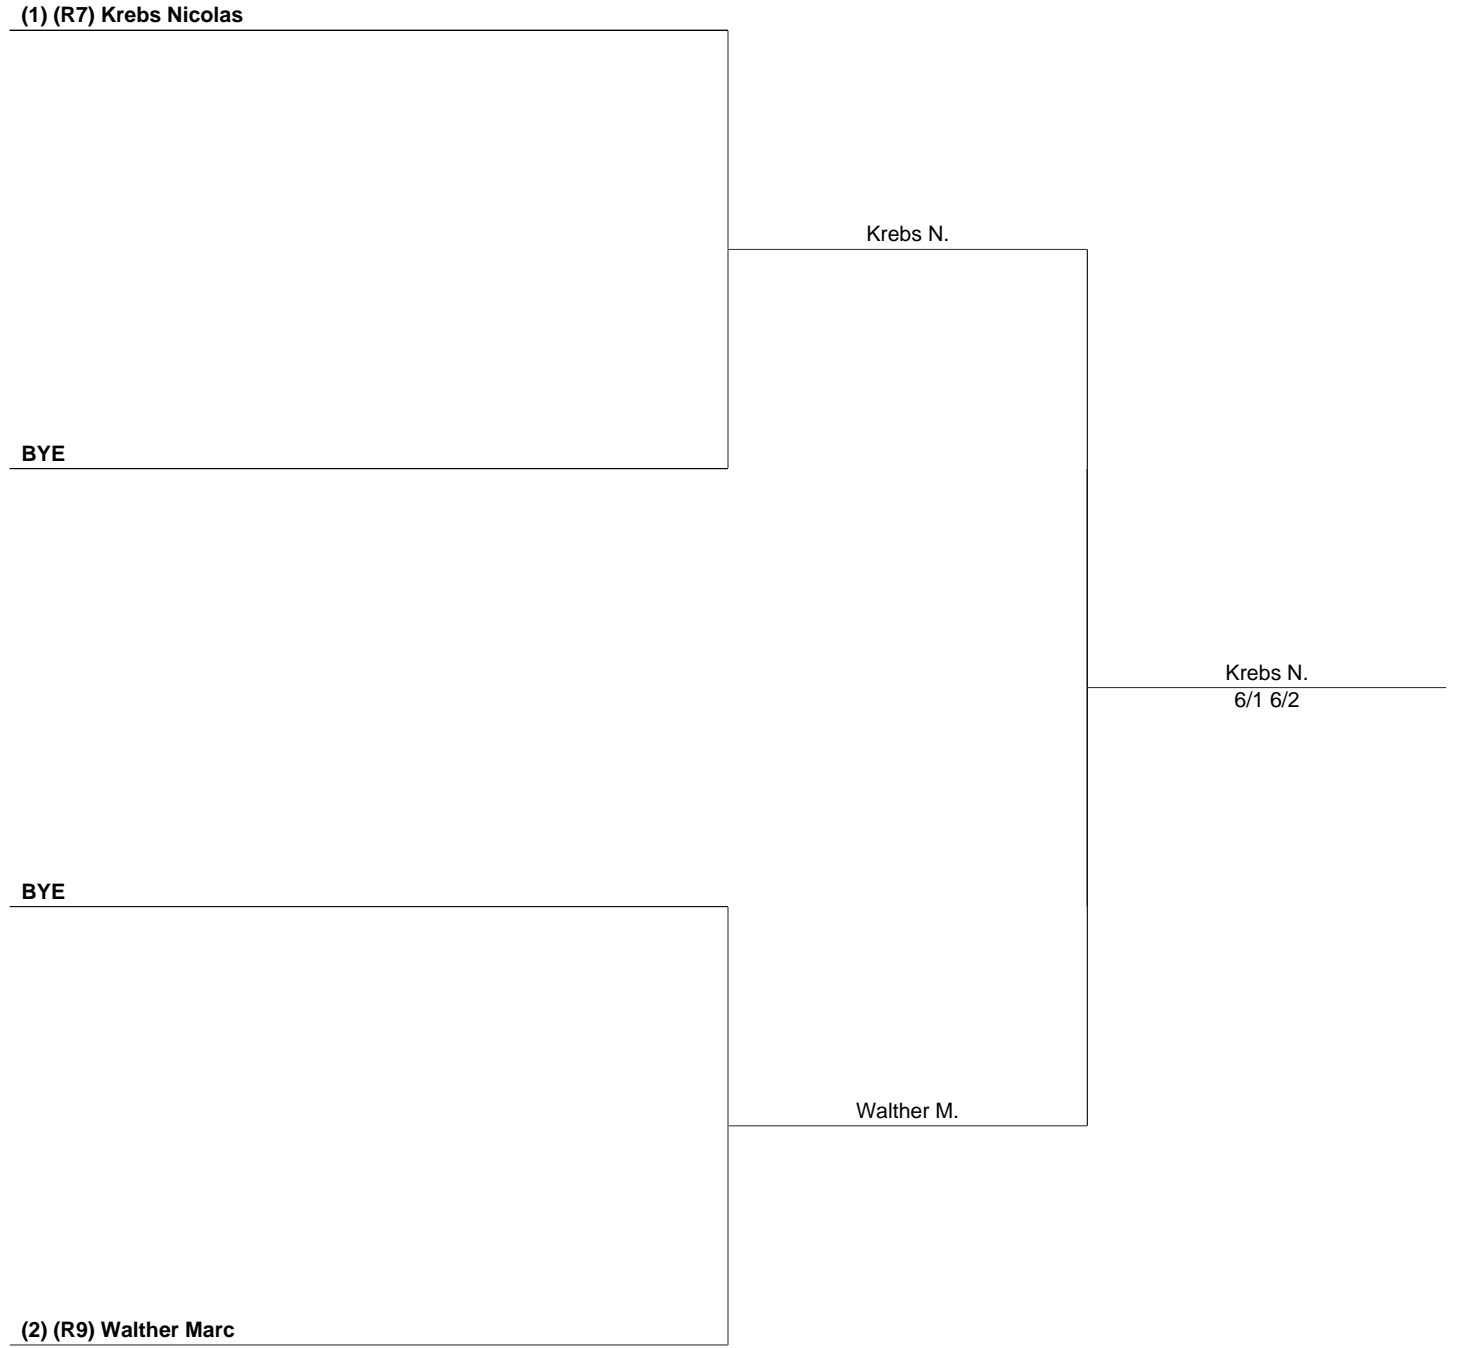 (1) (R7) Krebs Nicolas
Krebs N.
BYE
Krebs N.
6/1 6/2
BYE
Walther M.
(2) (R9) Walther Marc